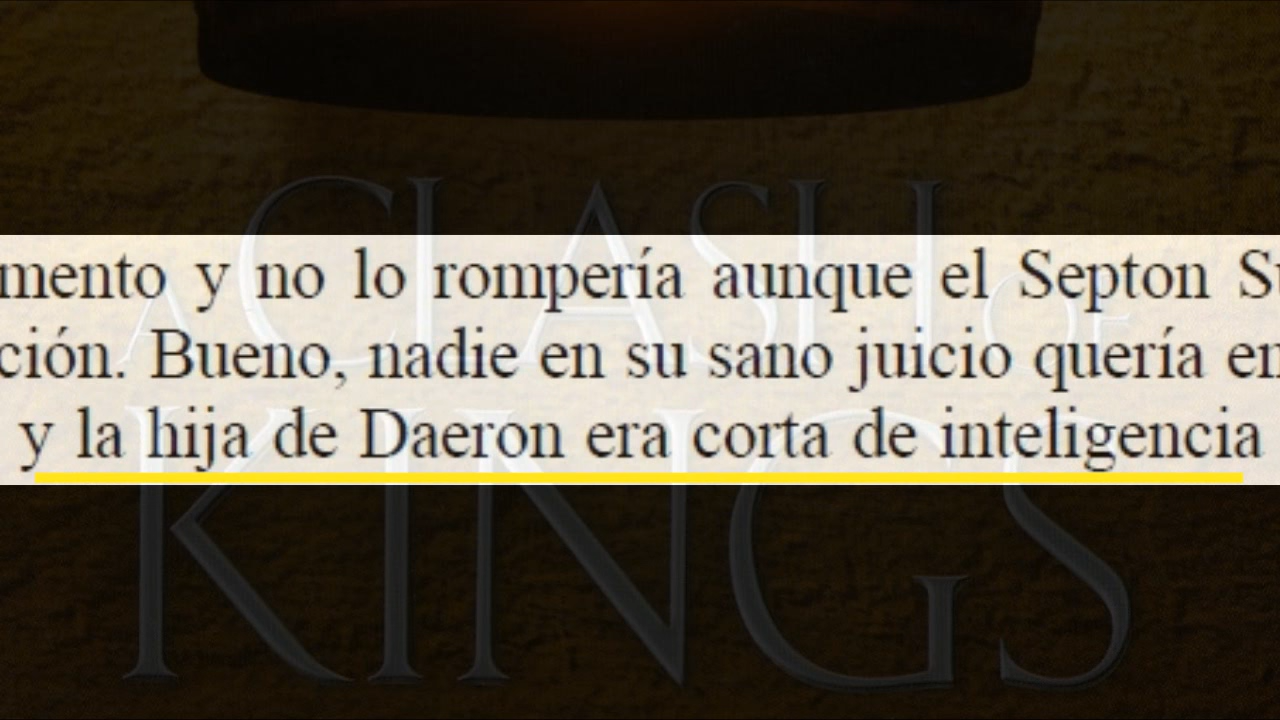 A CLASH OF
KINGS
mento y no lo rompería aunque el Septon
ción. Bueno, nadie en su sano juicio quería
y la hija de Daeron era corta de inteligencia